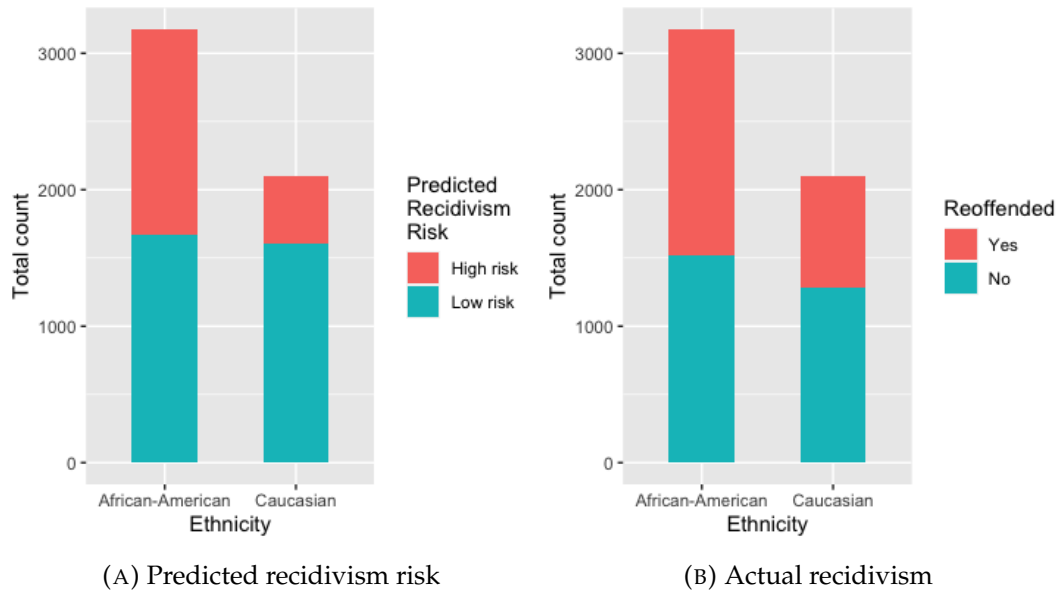 3000
2000
1000
0
Total count
African-American
Caucasian
Ethnicity
Predicted
Recidivism
Risk
High risk
Low risk
(A) Predicted recidivism risk
3000
2000
1000
0
Total count
African-American
Caucasian
Ethnicity
Reoffended
Yes
No
(B) Actual recidivism